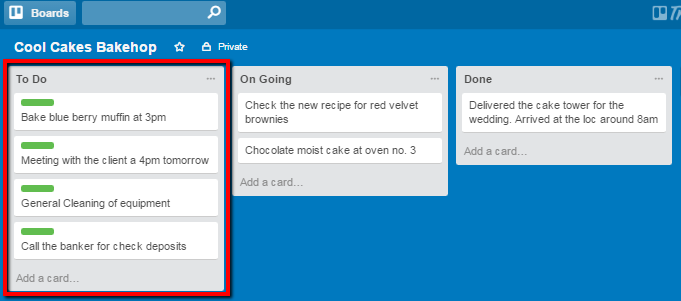 Boards
Cool Cakes Bakehop
Private
To Do
Bake blue berry muffin at 3pm
Meeting with the client a 4pm tomorrow
General Cleaning of equipment
Call the banker for check deposits
Add a card…
On Going
Check the new recipe for red velvet
brownies
Chocolate moist cake at oven no. 3
Add a card…
Done
Delivered the cake tower for the
wedding. Arrived at the loc around 8am
Add a card…